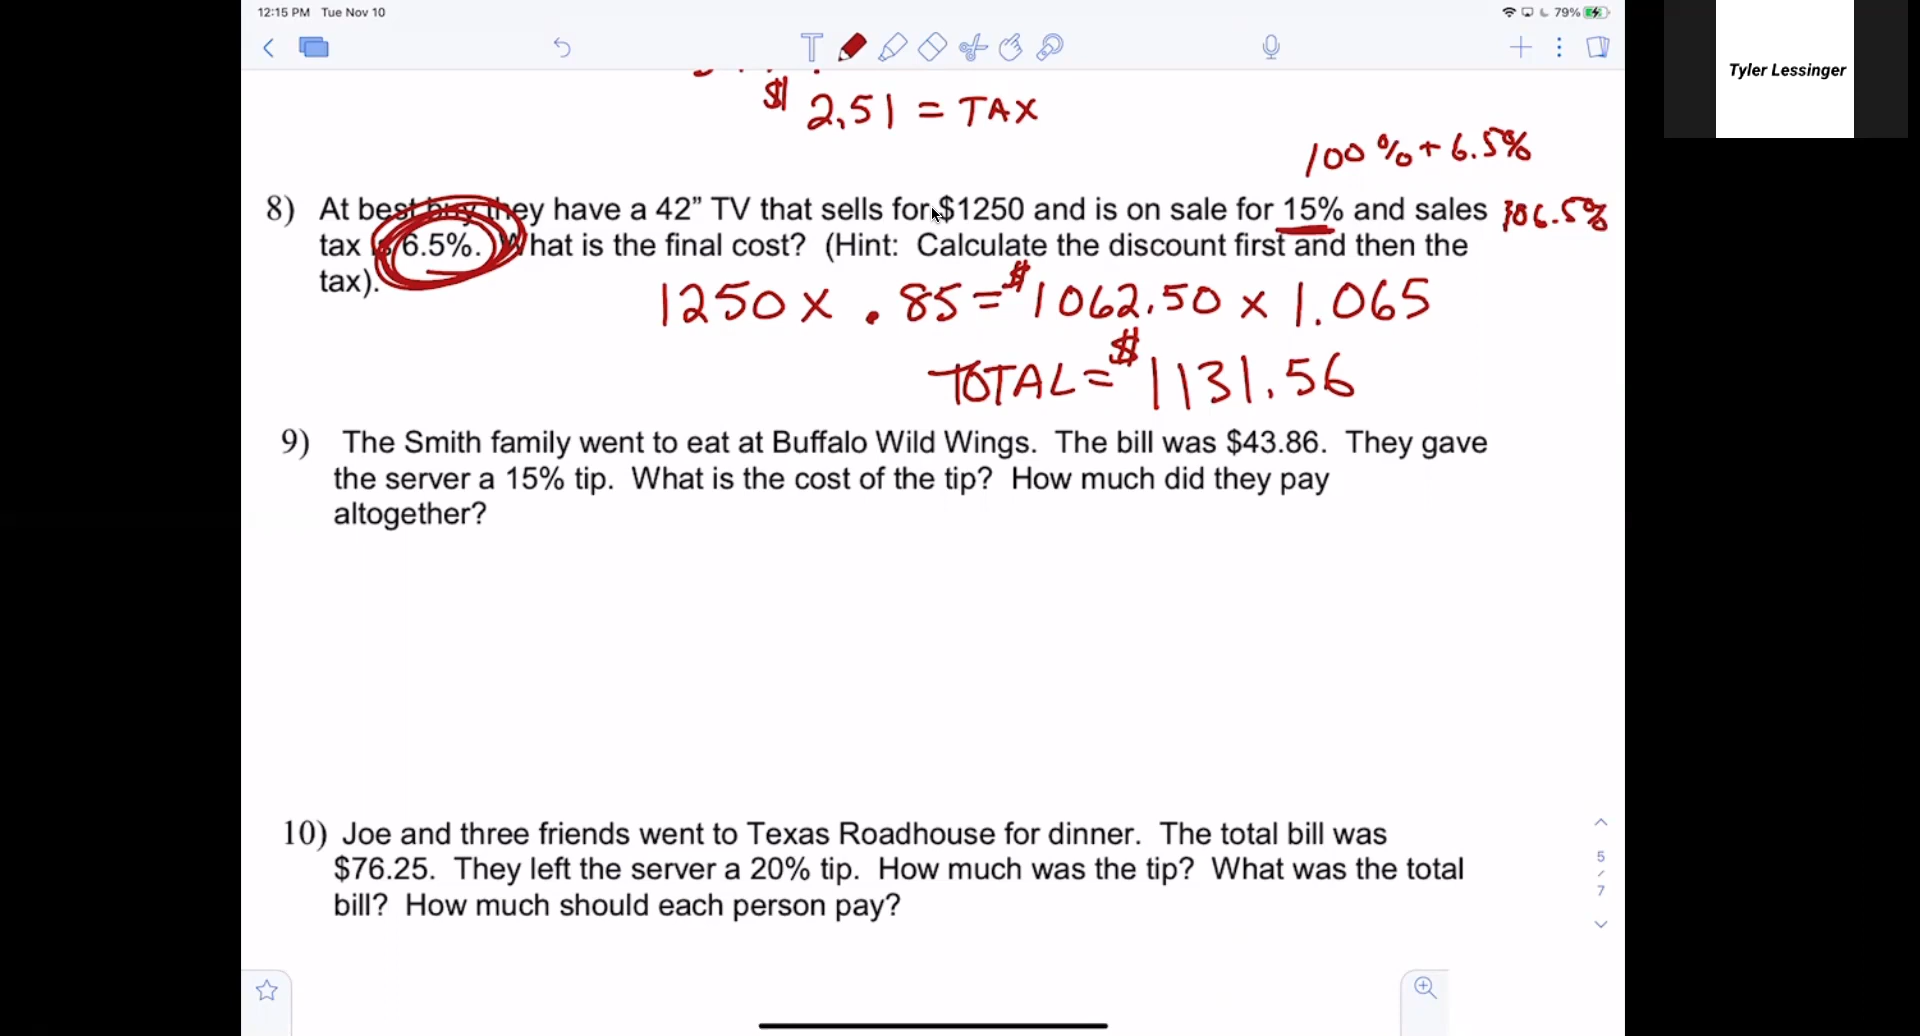 12:15 PM Tue Nov 10
79%
T
Tyler Lessinger
$ 2.51 = TAX
100% + 6.5%
8) At best buy they have a 42” TV that sells for $1250 and is on sale for 15% and sales
106.5%
tax is 6.5%. What is the final cost? (Hint: Calculate the discount first and then the
tax).
1250 x .85 = $1062.50 x 1.065
TOTAL = $1131.56
9) The Smith family went to eat at Buffalo Wild Wings. The bill was $43.86. They gave
the server a 15% tip. What is the cost of the tip? How much did they pay
altogether?
10) Joe and three friends went to Texas Roadhouse for dinner. The total bill was
$76.25. They left the server a 20% tip. How much was the tip? What was the total
bill? How much should each person pay?
5
/
7